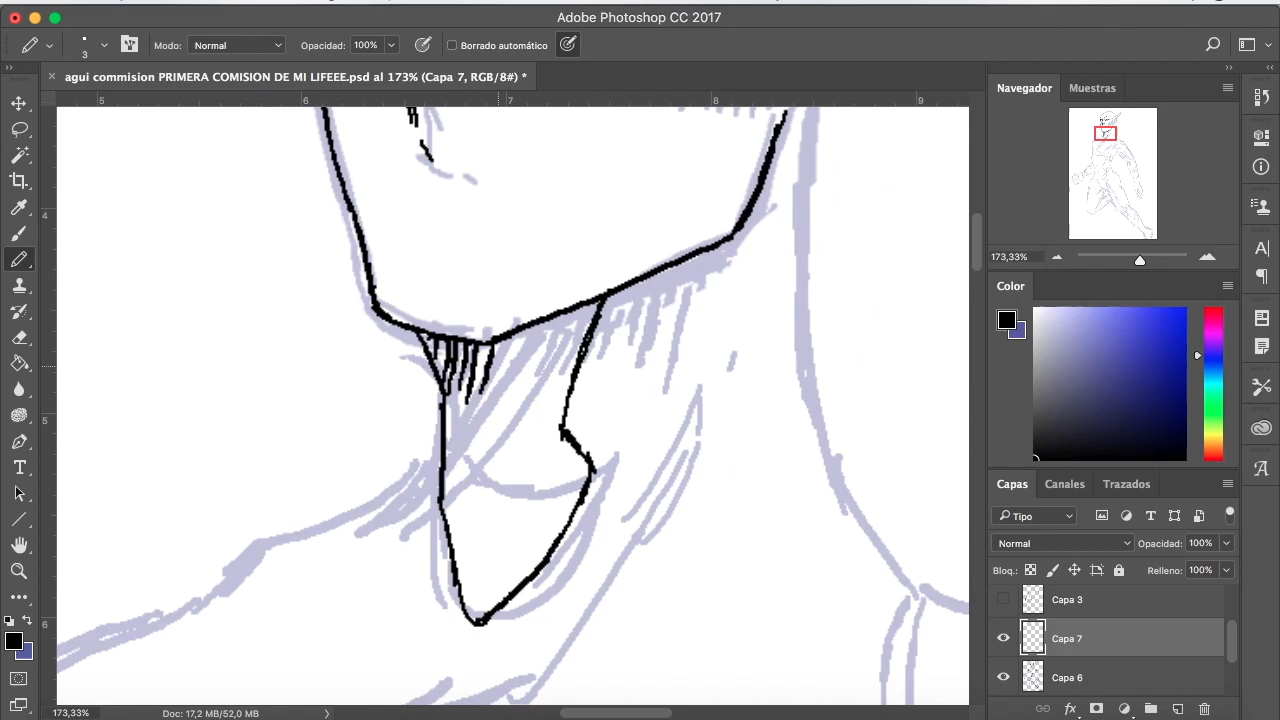 Adobe Photoshop CC 2017
3
Modo: Normal
Opacidad: 100%
Borrado automático
agui commision PRIMERA COMISION DE MI LIFEEE.psd al 173% (Capa 7, RGB/8#) *
5 6 7 8 9
4
5
6
Navegador Muestras
173,33%
Color
Capas Canales Trazados
Tipo
Normal Opacidad: 100%
Bloq.: Relleno: 100%
Capa 3
Capa 7
Capa 6
fx
173,33% Doc: 17,2 MB/52,0 MB